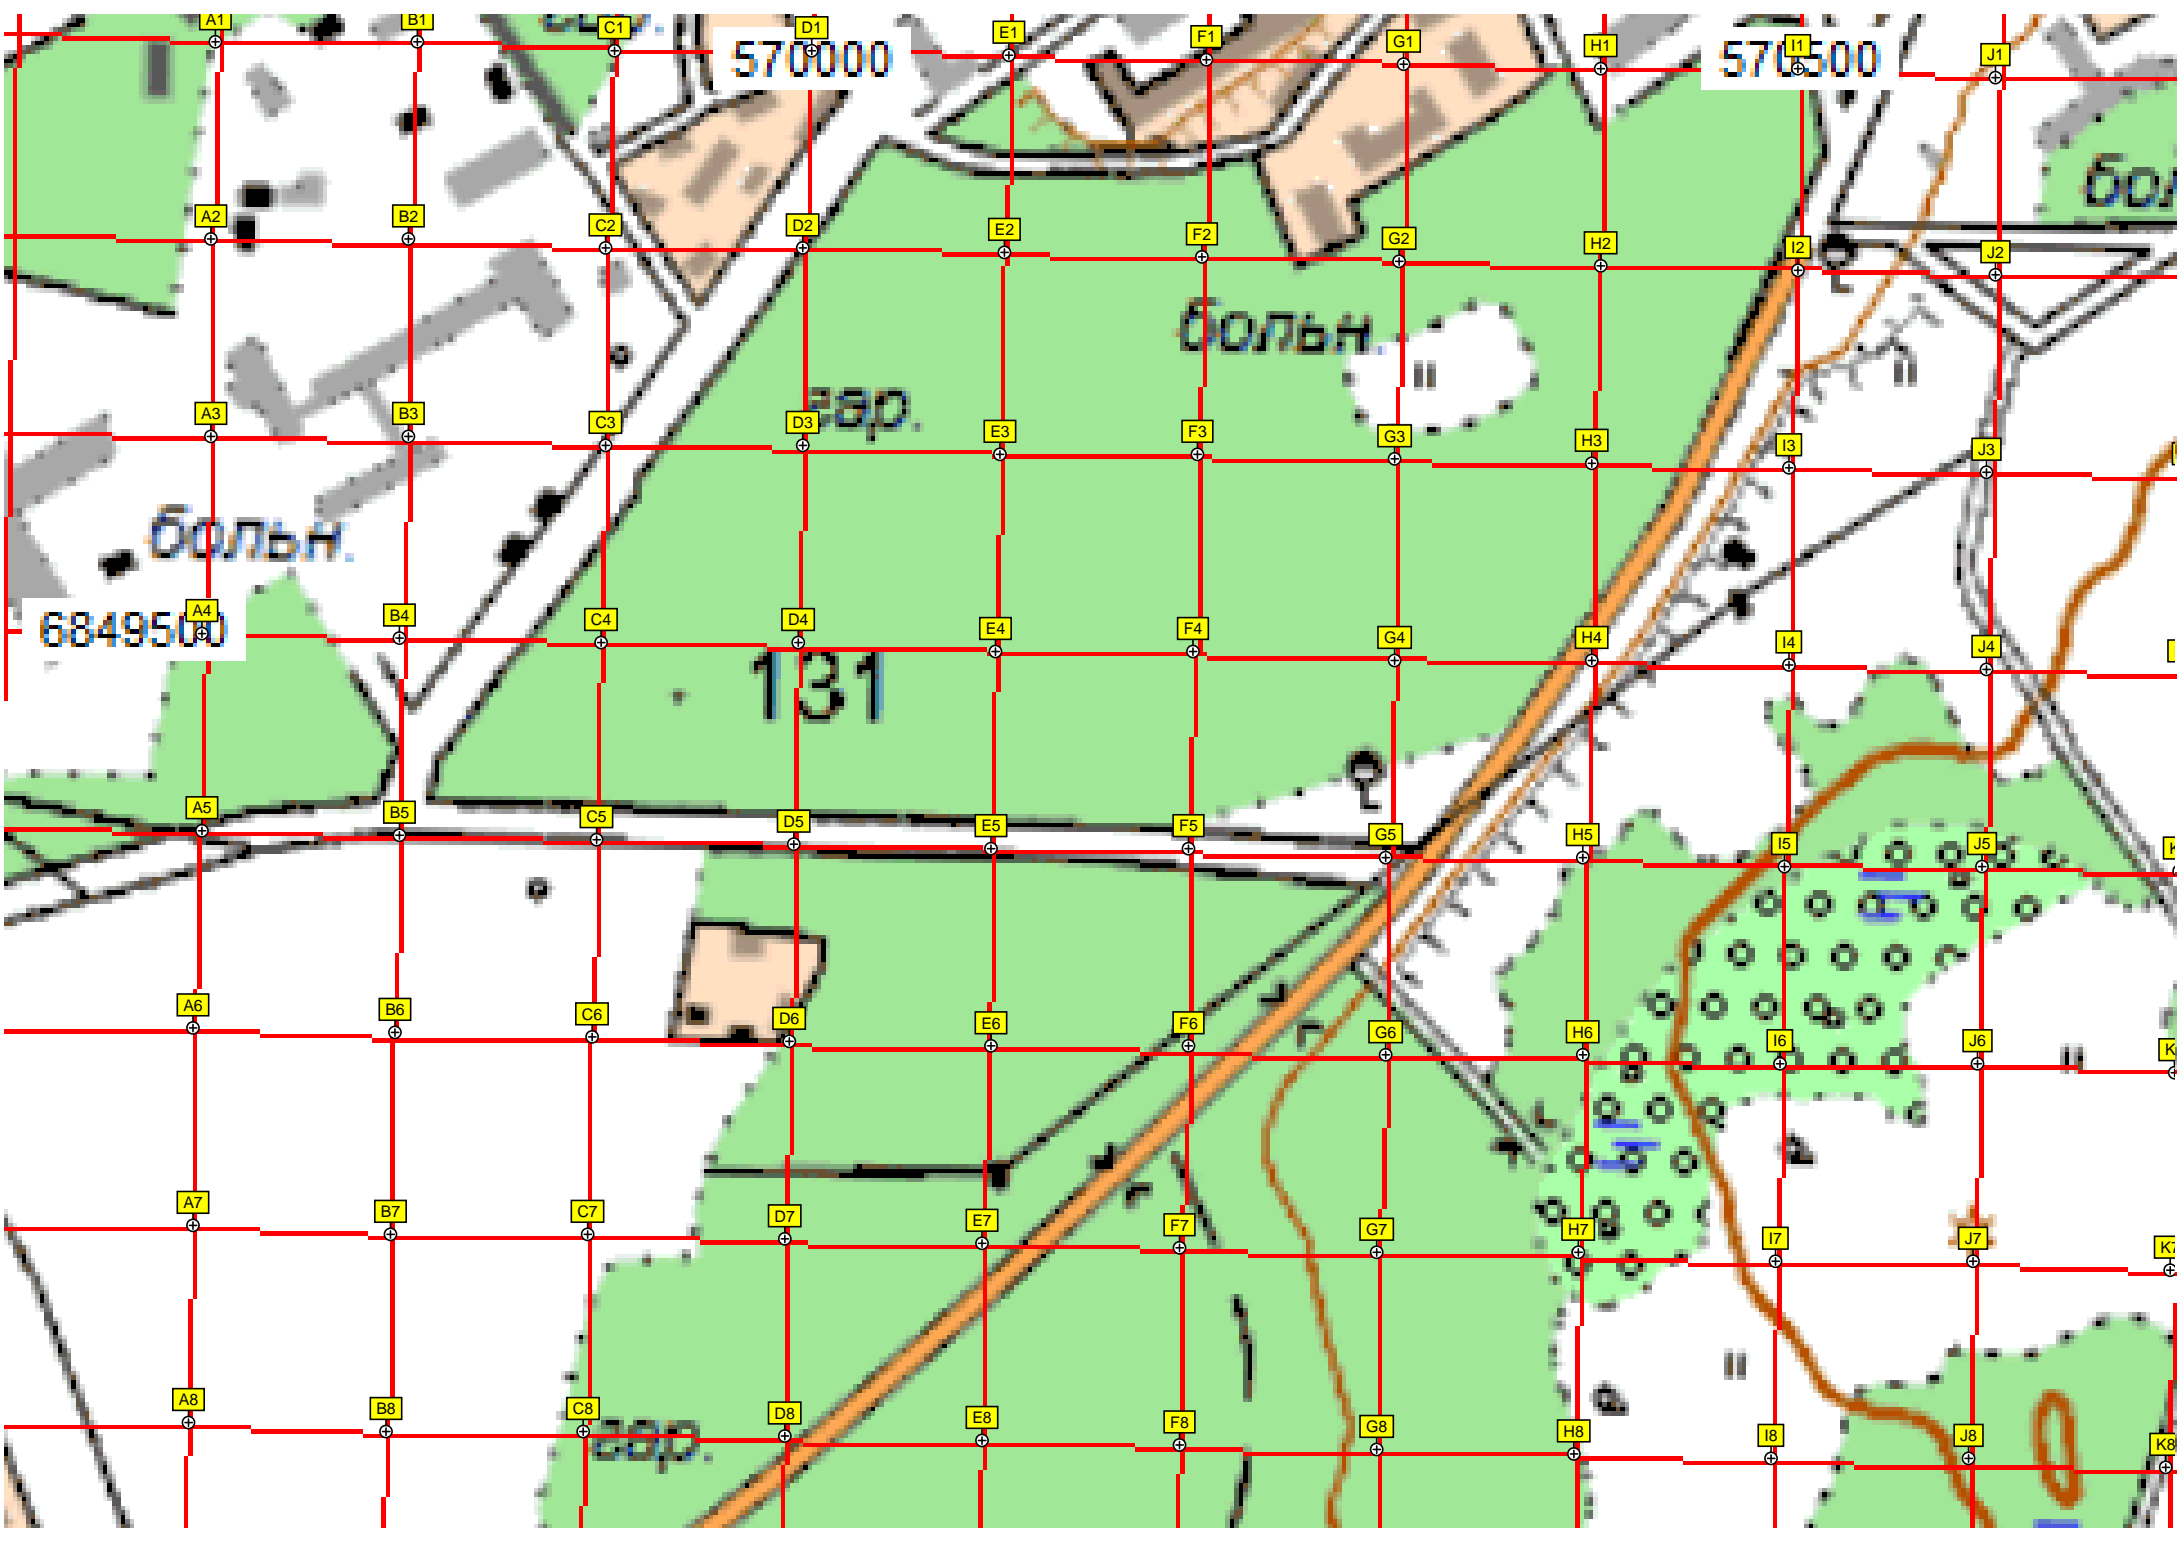 A1 B1 C1 D1 E1 F1 G1 H1 I1 J1
570000 570500
A2 B2 C2 D2 E2 F2 G2 H2 I2 J2
больн.
гар.
A3 B3 C3 D3 E3 F3 G3 H3 I3 J3
больн.
A4 B4 C4 D4 E4 F4 G4 H4 I4 J4
6849500
131
A5 B5 C5 D5 E5 F5 G5 H5 I5 J5
A6 B6 C6 D6 E6 F6 G6 H6 I6 J6
A7 B7 C7 D7 E7 F7 G7 H7 I7 J7 K7
A8 B8 C8 D8 E8 F8 G8 H8 I8 J8 K8
гар.